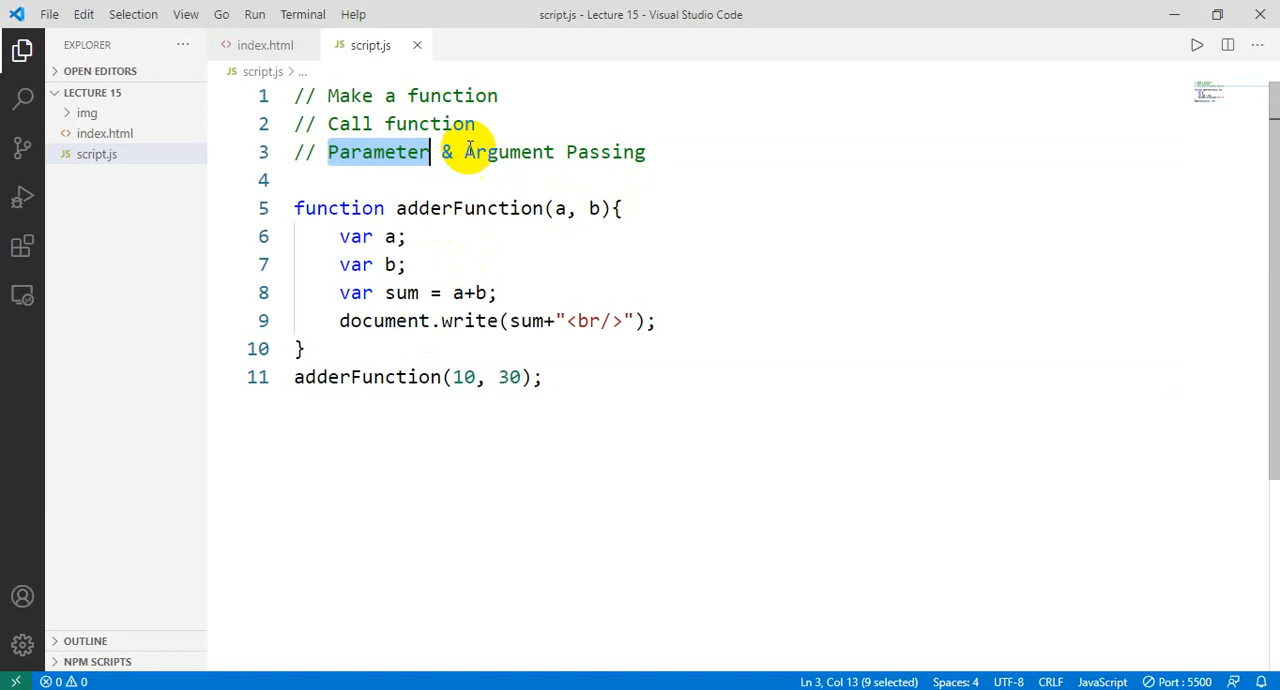 File Edit Selection View Go Run Terminal Help script.js - Lecture 15 - Visual Studio Code
EXPLORER ··· <> index.html JS script.js ×
OPEN EDITORS
JS script.js > ...
LECTURE 15
img
<> index.html
JS script.js
1 // Make a function
2 // Call function
3 // Parameter & Argument Passing
4
5 function adderFunction(a, b){
6 var a;
7 var b;
8 var sum = a+b;
9 document.write(sum+"<br/>");
10 }
11 adderFunction(10, 30);
OUTLINE
NPM SCRIPTS
0 0 Ln 3, Col 13 (9 selected) Spaces: 4 UTF-8 CRLF JavaScript Port : 5500